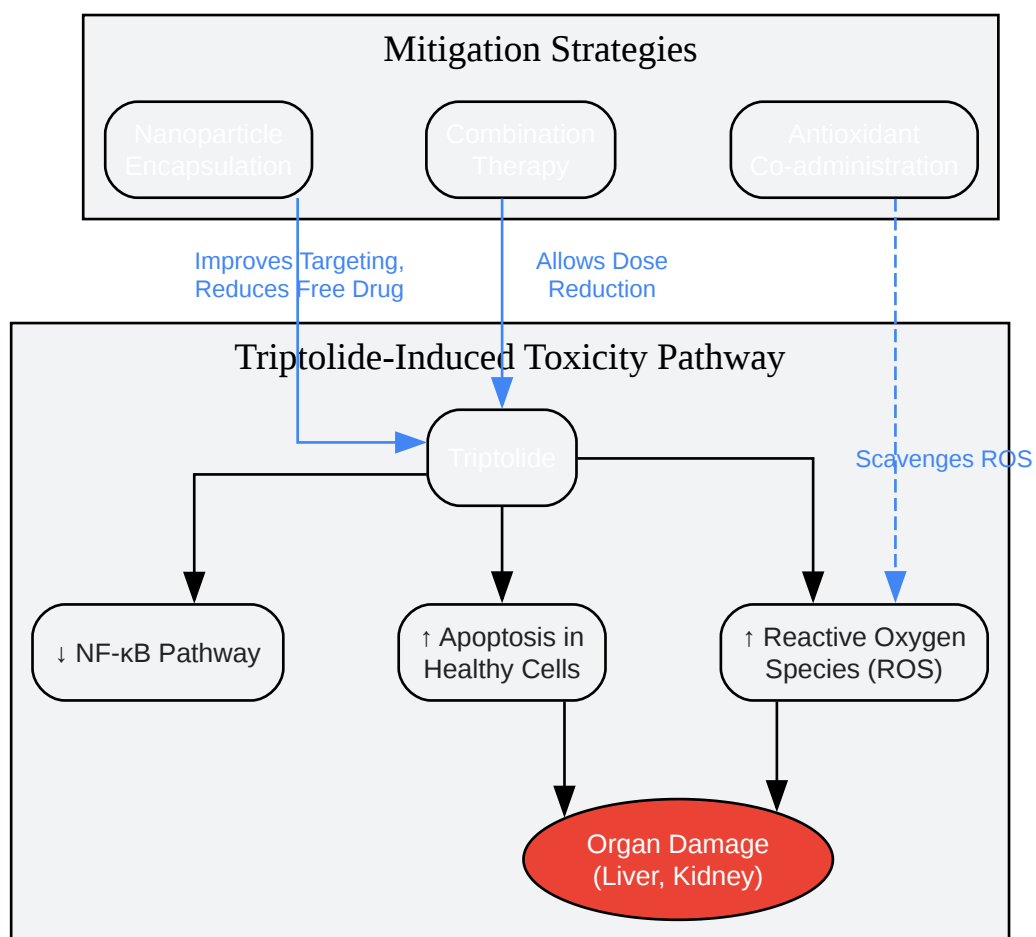 Mitigation Strategies
Nanoparticle
Encapsulation
Combination
Therapy
Antioxidant
Co-administration
Improves Targeting,
Reduces Free Drug
Allows Dose
Reduction
Triptolide-Induced Toxicity Pathway
Triptolide
Scavenges ROS
↓ NF-κB Pathway
↑ Apoptosis in
Healthy Cells
↑ Reactive Oxygen
Species (ROS)
Organ Damage
(Liver, Kidney)